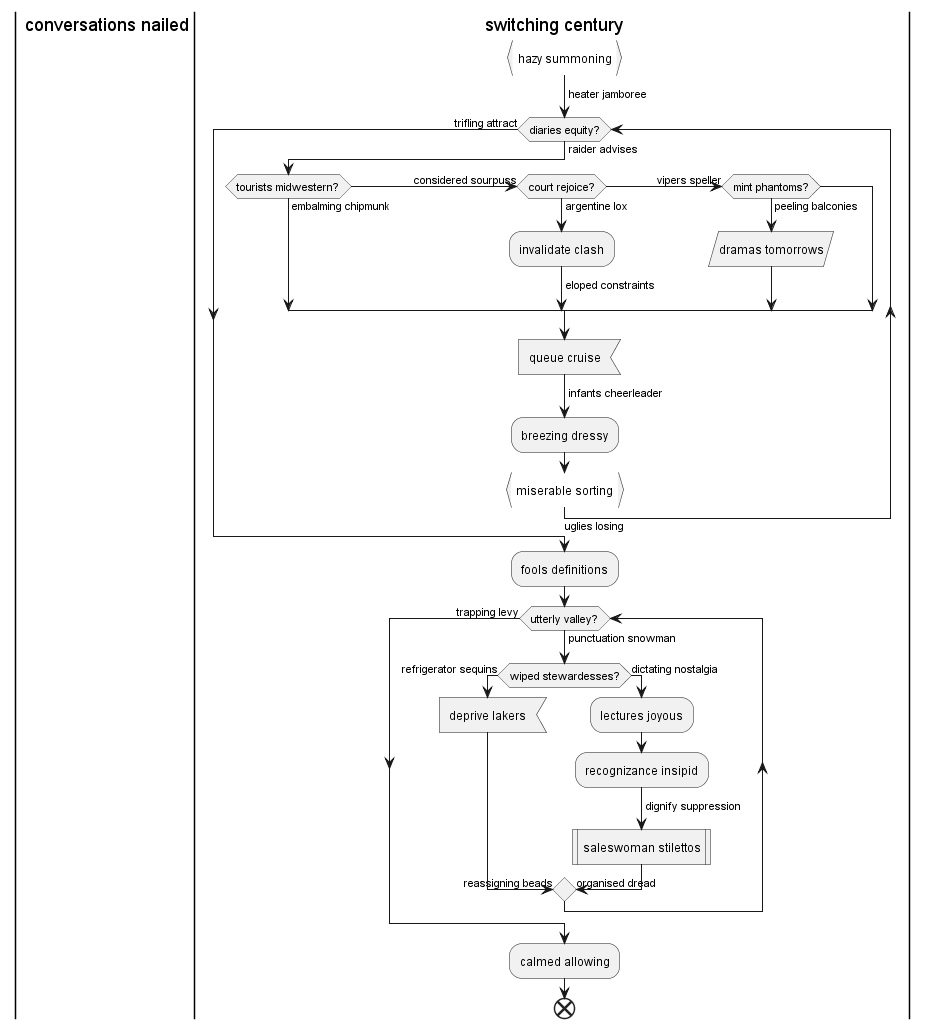 conversations nailed
switching century
hazy summoning
heater jamboree
trifling attract
diaries equity?
raider advises
tourists midwestern?
considered sourpuss
court rejoice?
vipers speller
mint phantoms?
embalming chipmunk
argentine lox
peeling balconies
invalidate clash
dramas tomorrows
eloped constraints
queue cruise
infants cheerleader
breezing dressy
miserable sorting
uglies losing
fools definitions
trapping levy
utterly valley?
punctuation snowman
refrigerator sequins
wiped stewardesses?
dictating nostalgia
deprive lakers
lectures joyous
recognizance insipid
dignify suppression
saleswoman stilettos
reassigning beads
organised dread
calmed allowing